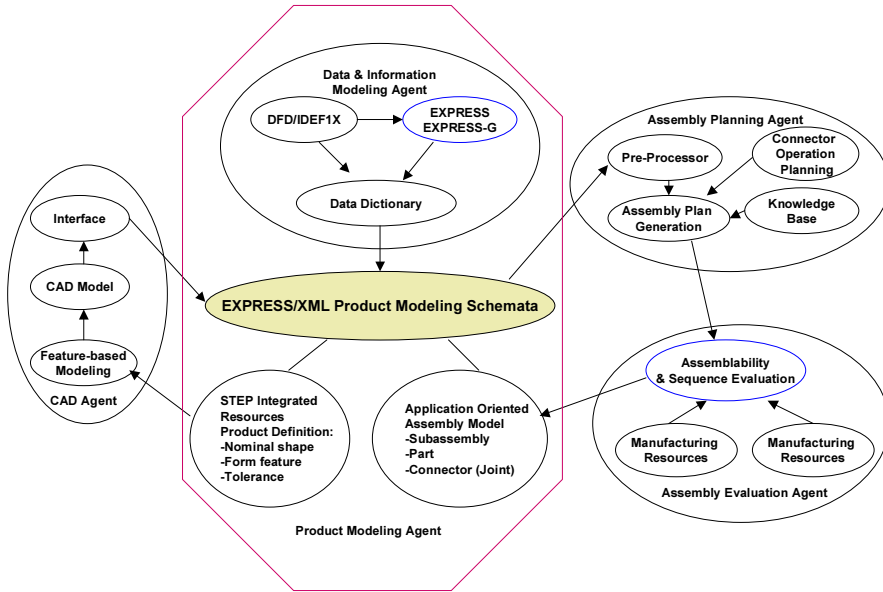 Data & Information
Modeling Agent
DFD/IDEF1X
EXPRESS
EXPRESS-G
Data Dictionary
Assembly Planning Agent
Pre-Processor
Connector
Operation
Planning
Assembly Plan
Generation
Knowledge
Base
Interface
CAD Model
Feature-based
Modeling
CAD Agent
EXPRESS/XML Product Modeling Schemata
STEP Integrated
Resources
Product Definition:
-Nominal shape
-Form feature
-Tolerance
Application Oriented
Assembly Model
-Subassembly
-Part
-Connector (Joint)
Product Modeling Agent
Assemblability
& Sequence Evaluation
Manufacturing
Resources
Manufacturing
Resources
Assembly Evaluation Agent